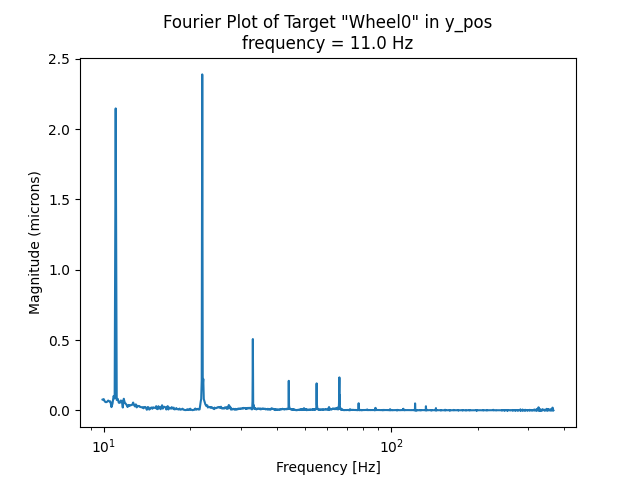 Fourier Plot of Target "Wheel0" in y_pos
frequency = 11.0 Hz
2.5
2.0
1.5
1.0
0.5
0.0
Magnitude (microns)
10¹
10²
Frequency [Hz]